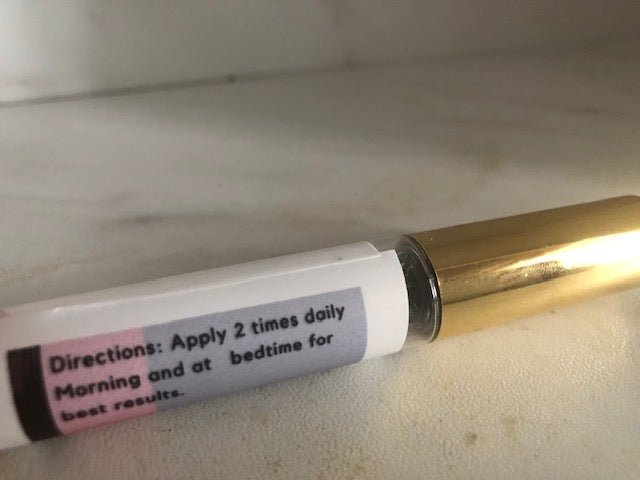 Directions: Apply 2 times daily
Morning and at bedtime for
best results.